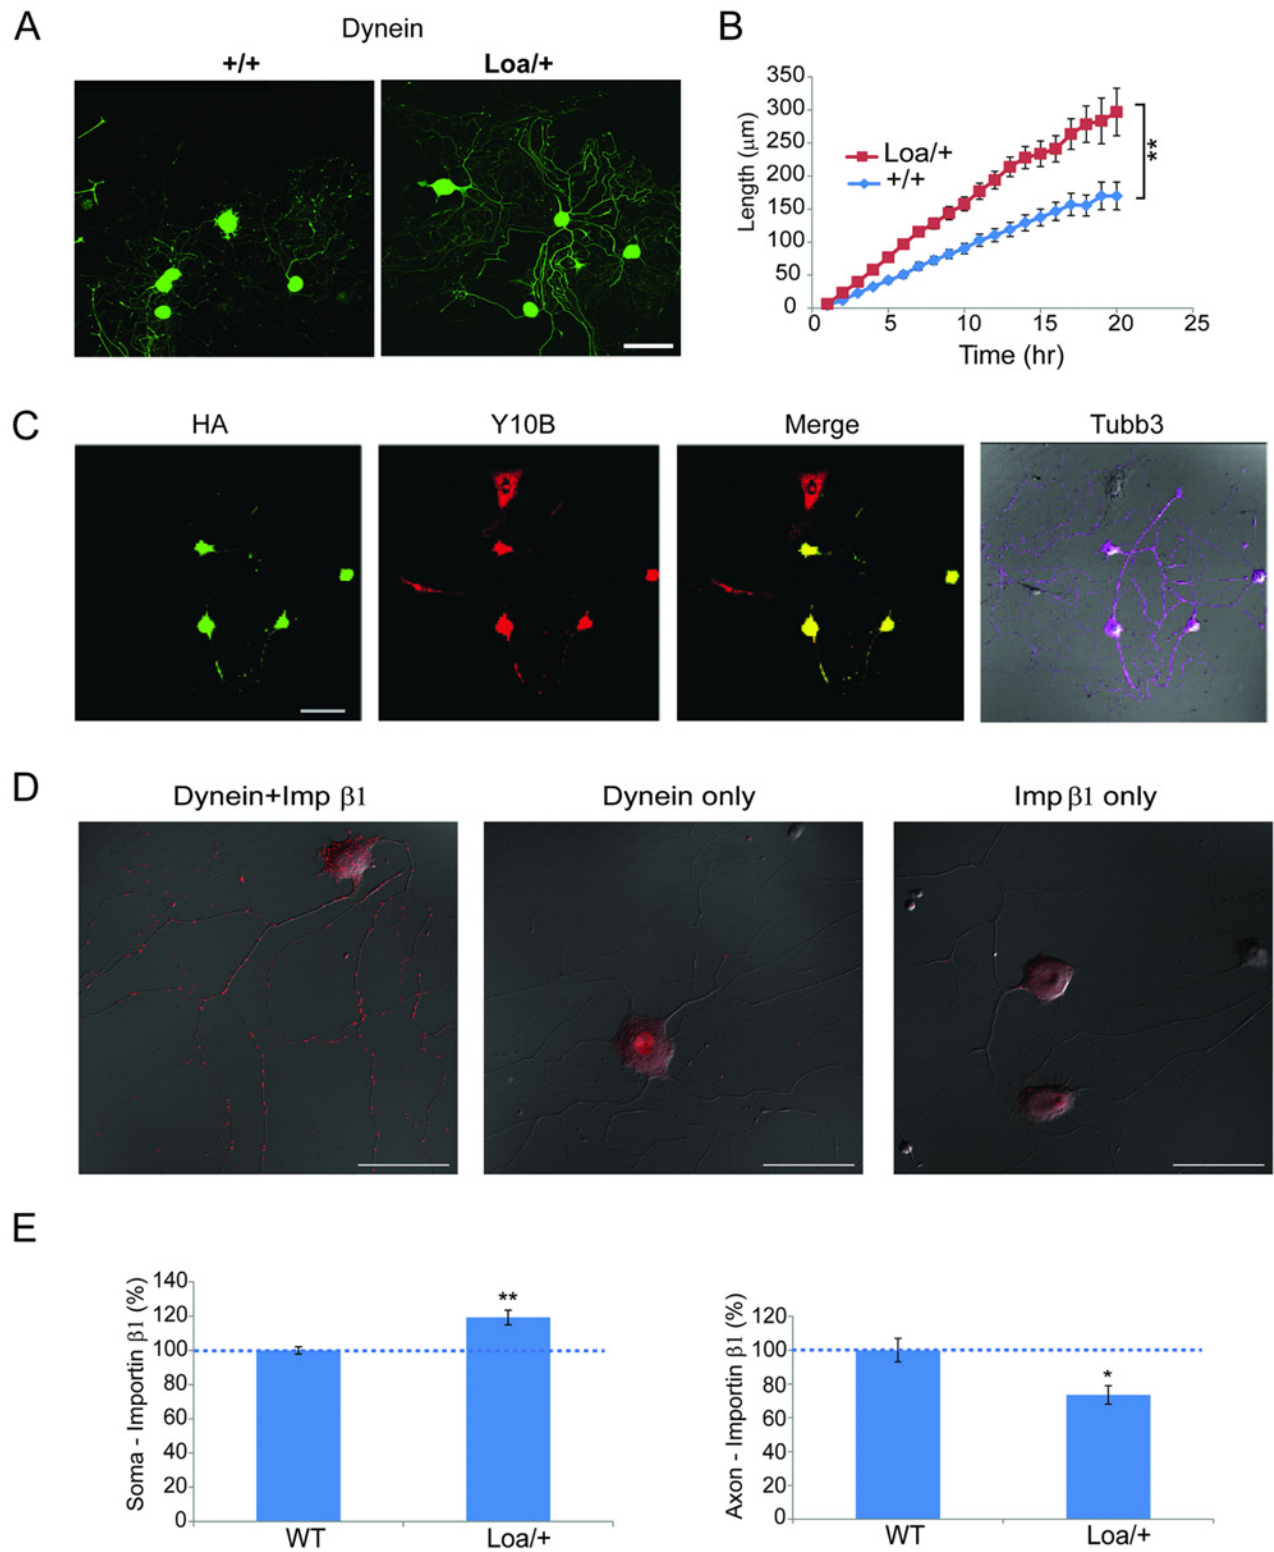 A
Dynein
+/+ Loa/+
B
350
300
250
200
150
100
50
0
Length (µm)
Loa/+
+/+
**
0 5 10 15 20 25
Time (hr)
C
HA Y10B Merge Tubb3
D
Dynein+Imp β1 Dynein only Imp β1 only
E
Soma - Importin β1 (%)
140
120
100
80
60
40
20
0
**
WT Loa/+
Axon - Importin β1 (%)
120
100
80
60
40
20
0
*
WT Loa/+